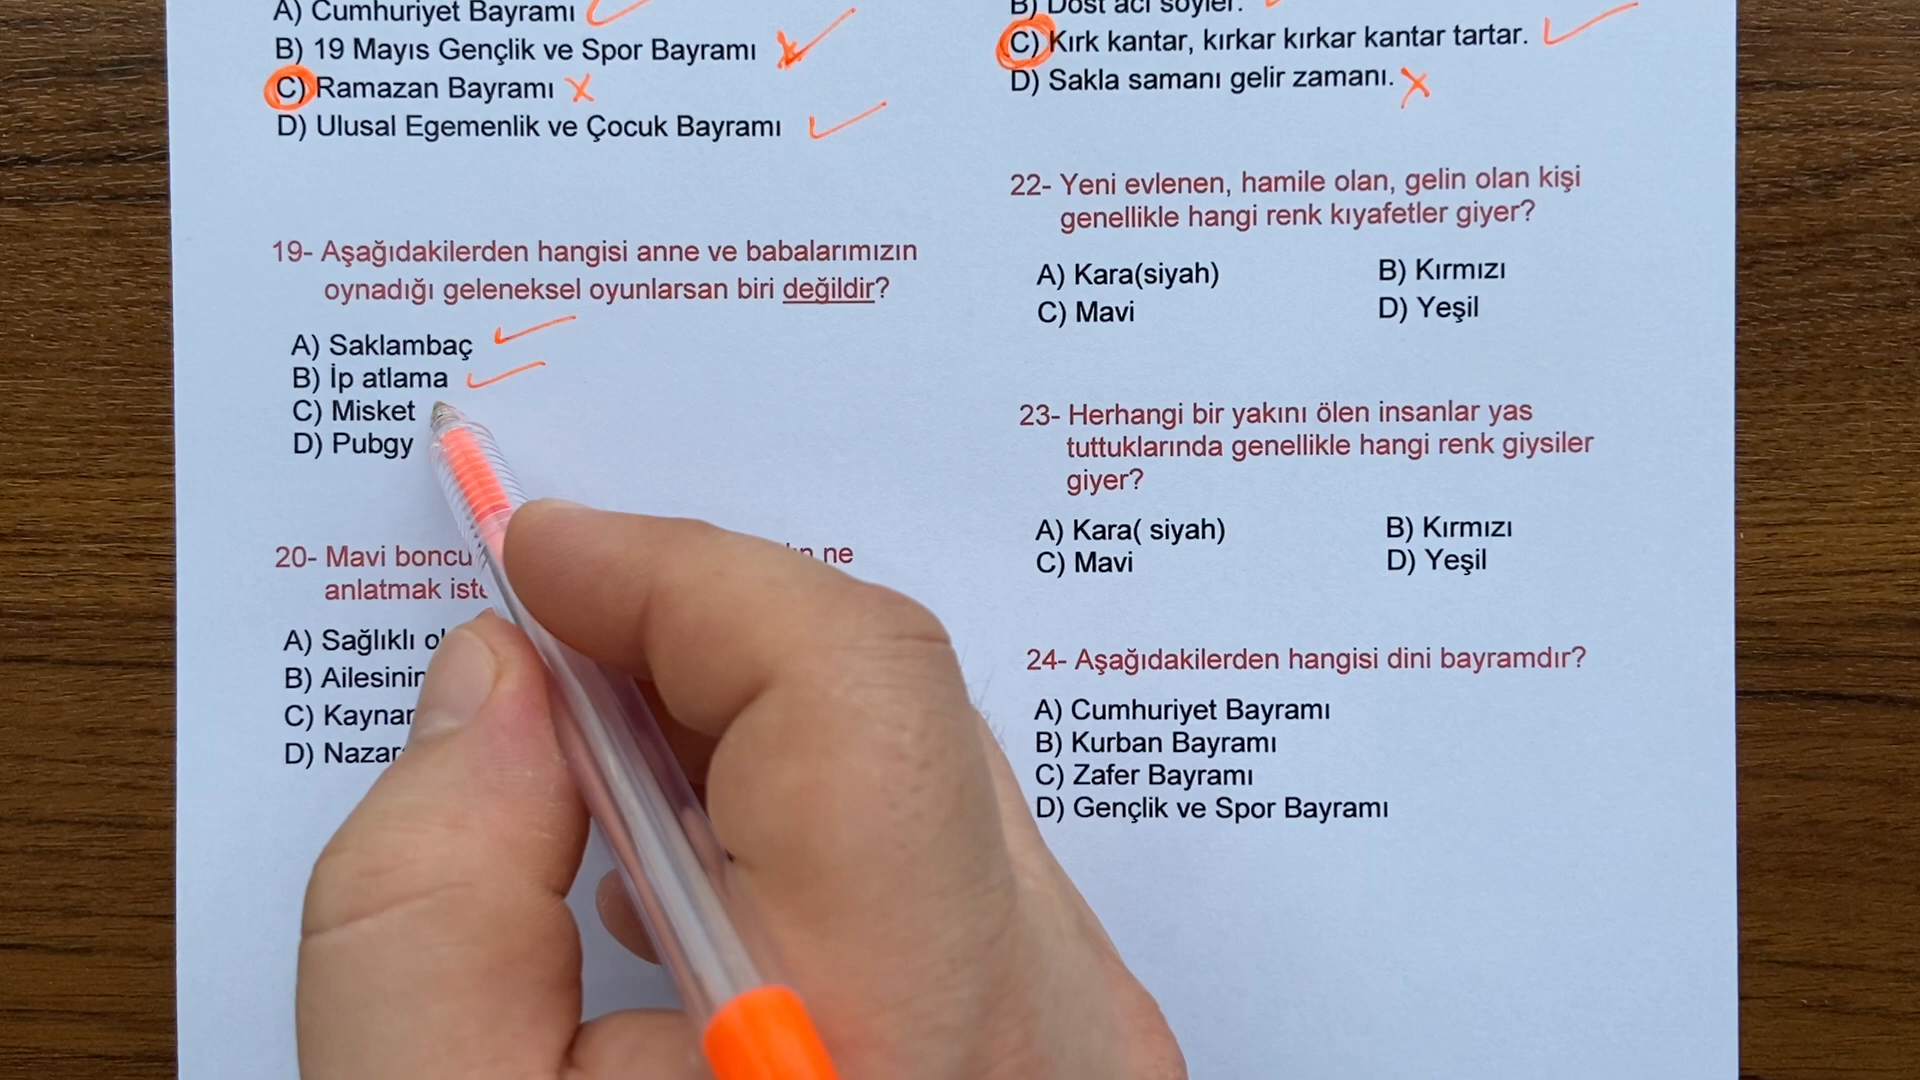 A) Cumhuriyet Bayramı
B) 19 Mayıs Gençlik ve Spor Bayramı
C) Ramazan Bayramı
D) Ulusal Egemenlik ve Çocuk Bayramı
19- Aşağıdakilerden hangisi anne ve babalarımızın
oynadığı geleneksel oyunlarsan biri değildir?
A) Saklambaç
B) İp atlama
C) Misket
D) Pubgy
20- Mavi ne
anlatmak
A) Sağlıklı
B)
C)
D)
B) Dost acı söyler.
C) Kırk kantar, kırkar kırkar kantar tartar.
D) Sakla samanı gelir zamanı.
22- Yeni evlenen, hamile olan, gelin olan kişi
genellikle hangi renk kıyafetler giyer?
A) Kara(siyah) B) Kırmızı
C) Mavi D) Yeşil
23- Herhangi bir yakını ölen insanlar yas
tuttuklarında genellikle hangi renk giysiler
giyer?
A) Kara( siyah) B) Kırmızı
C) Mavi D) Yeşil
24- Aşağıdakilerden hangisi dini bayramdır?
A) Cumhuriyet Bayramı
B) Kurban Bayramı
C) Zafer Bayramı
D) Gençlik ve Spor Bayramı